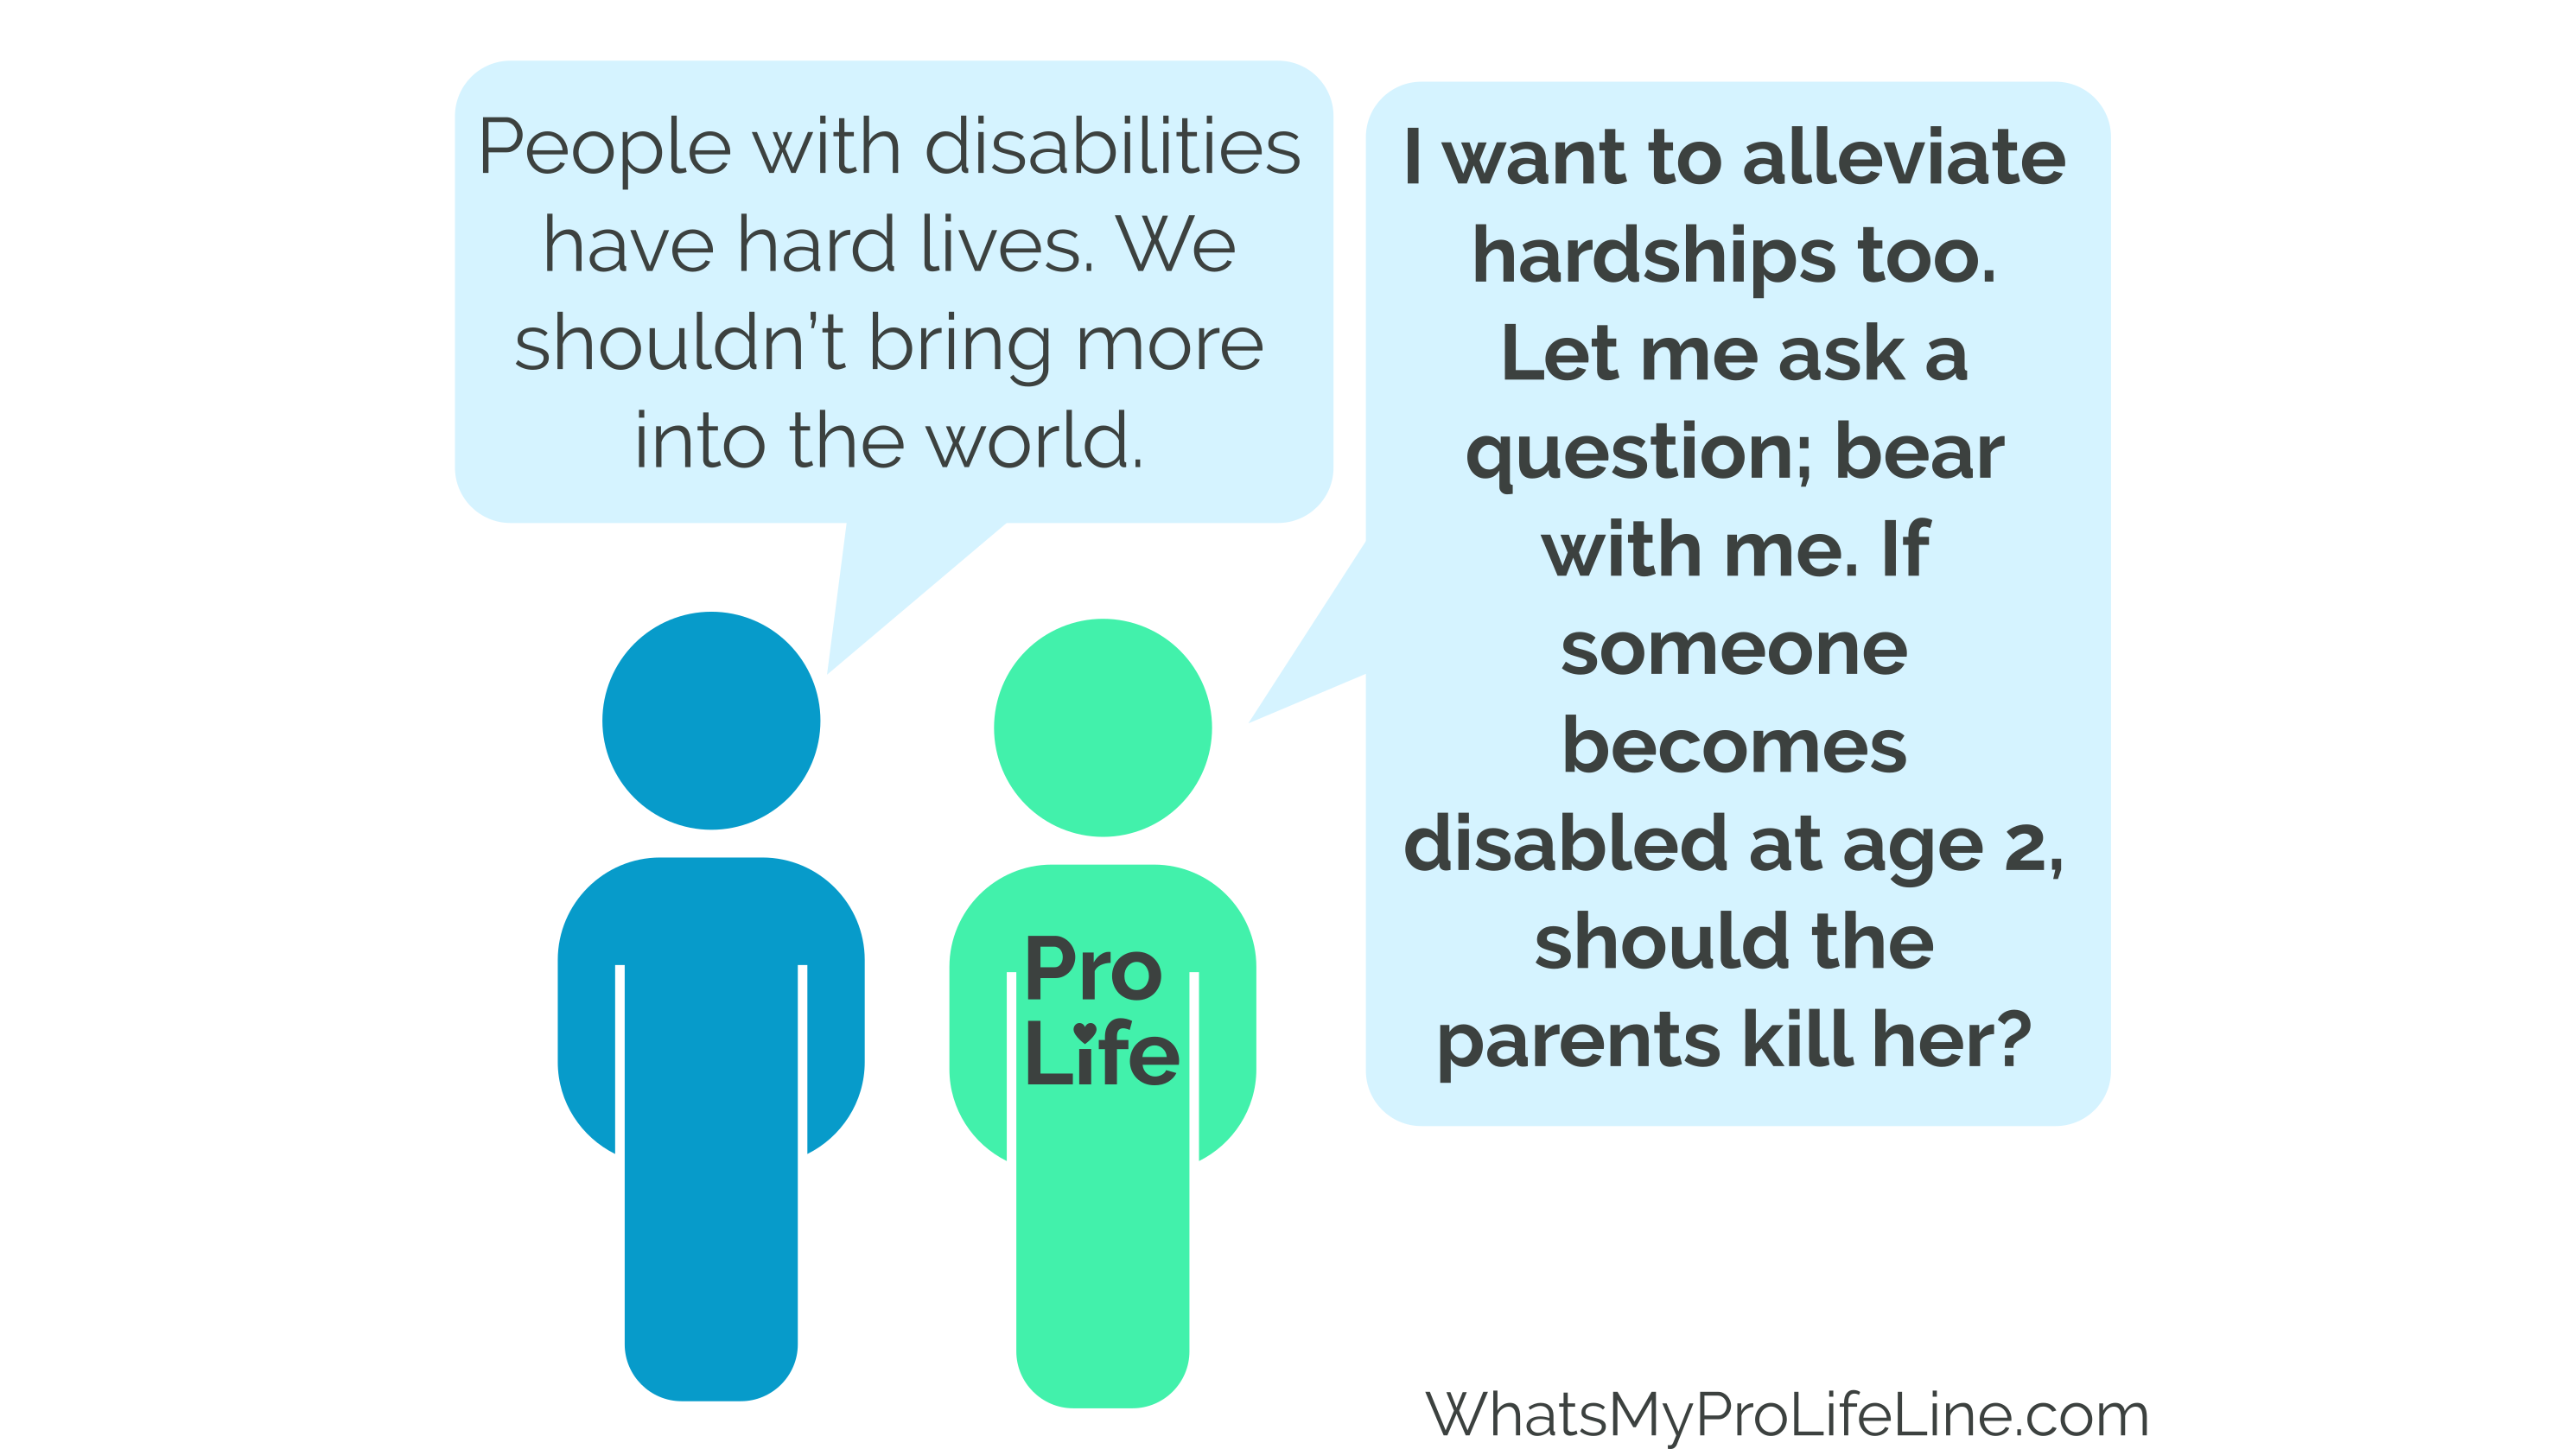 People with disabilities
have hard lives. We
shouldn’t bring more
into the world.
I want to alleviate
hardships too.
Let me ask a
question; bear
with me. If
someone
becomes
disabled at age 2,
should the
parents kill her?
Pro
Life
WhatsMyProLifeLine.com